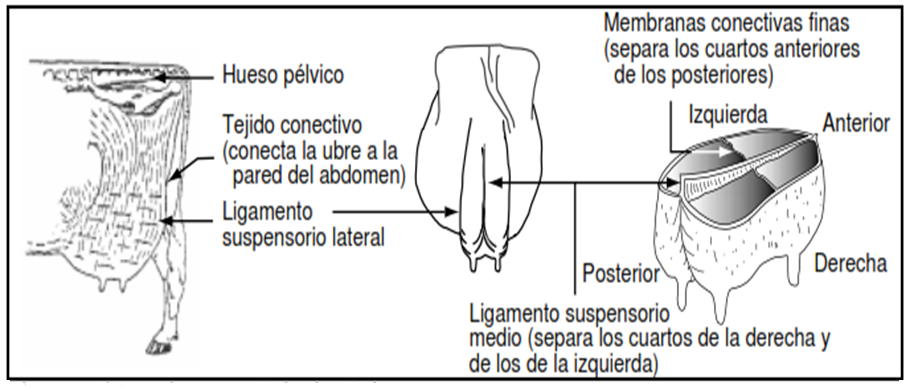 Hueso pélvico
Tejido conectivo
(conecta la ubre a la
pared del abdomen)
Ligamento
suspensorio lateral
Membranas conectivas finas
(separa los cuartos anteriores
de los posteriores)
Izquierda
Anterior
Posterior
Derecha
Ligamento suspensorio
medio (separa los cuartos de la derecha y
de los de la izquierda)